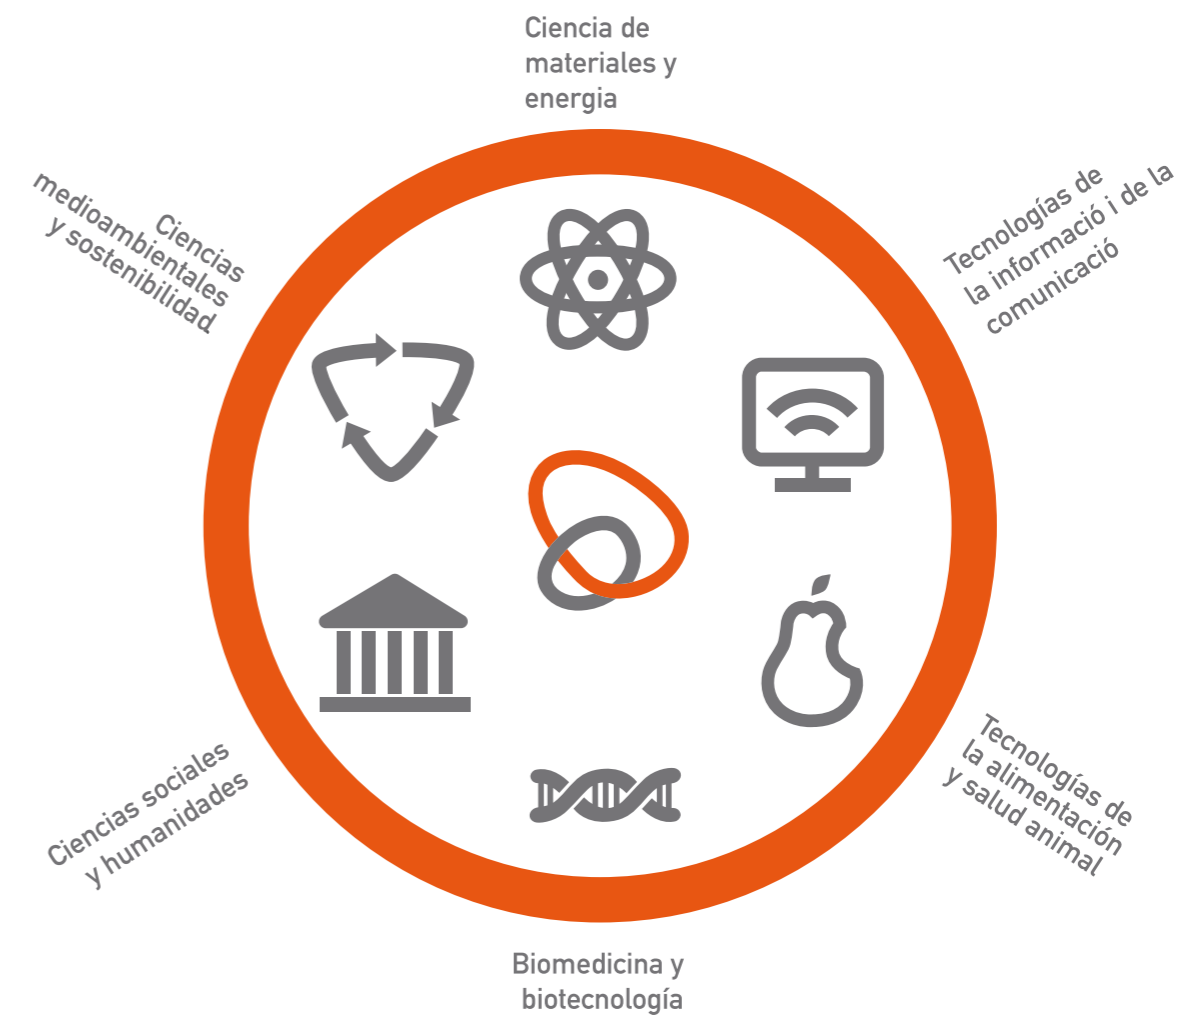 Ciencia de
materiales y
energia
Tecnologías de
la informació i de la
comunicació
Ciencias
medioambientales
y sostenibilidad.
Ciencias sociales
y humanidades
Tecnologías de
la alimentación
y salud animal
Biomedicina y
biotecnología